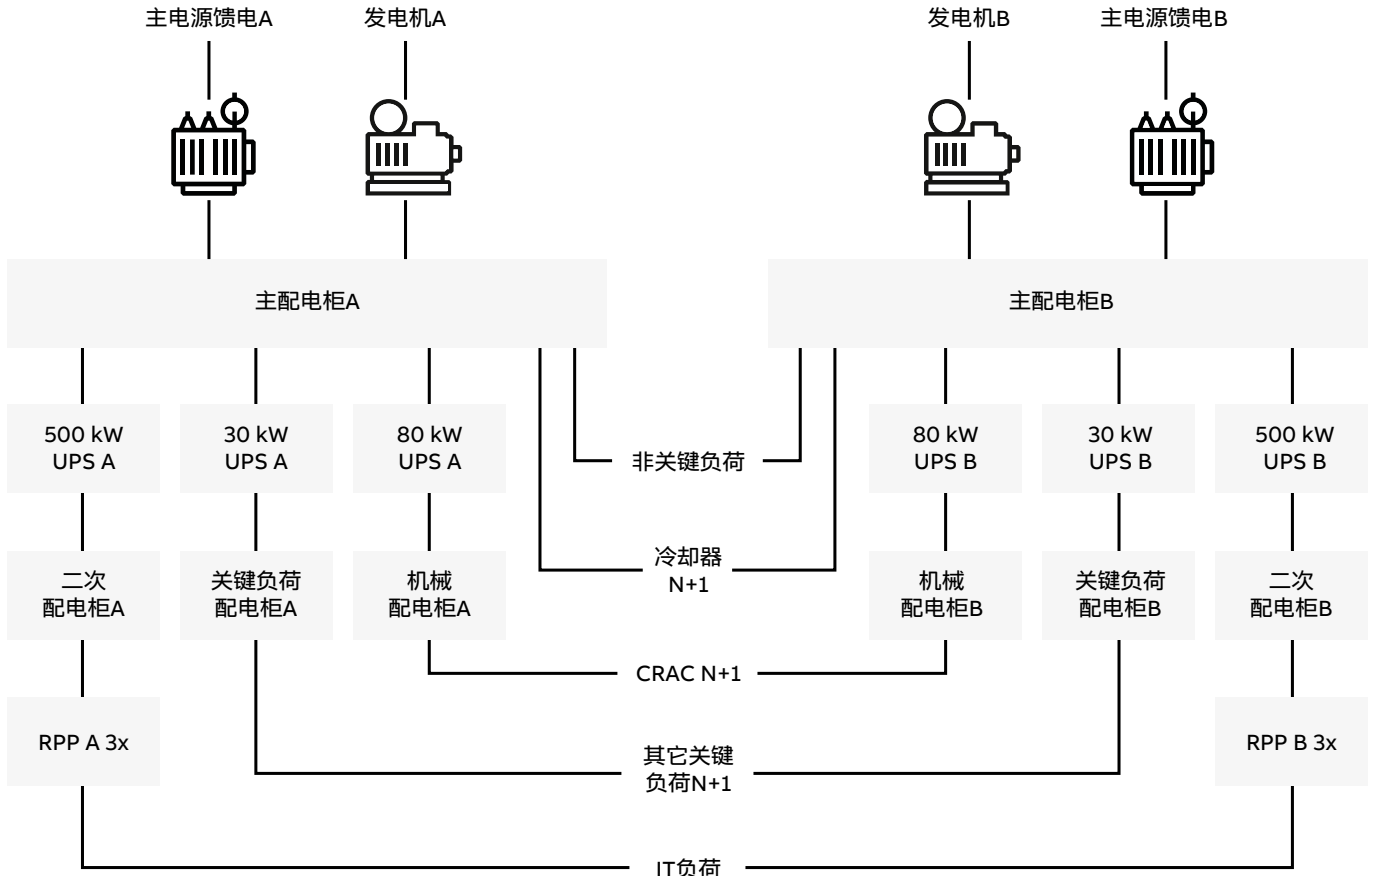 主电源馈电A
发电机A
发电机B
主电源馈电B
主配电柜A
主配电柜B
500 kW
UPS A
30 kW
UPS A
80 kW
UPS A
非关键负荷
80 kW
UPS B
30 kW
UPS B
500 kW
UPS B
二次
配电柜A
关键负荷
配电柜A
机械
配电柜A
冷却器
N+1
机械
配电柜B
关键负荷
配电柜B
二次
配电柜B
CRAC N+1
RPP A 3x
其它关键
负荷N+1
RPP B 3x
IT负荷